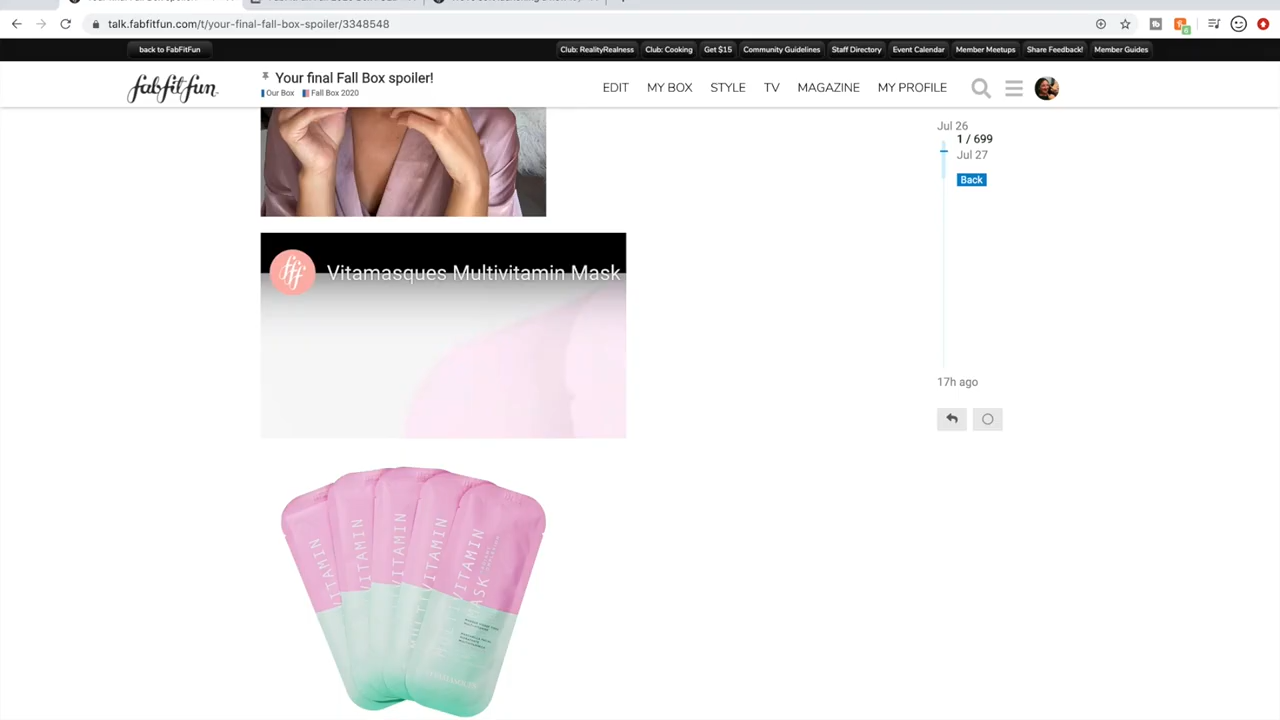 talk.fabfitfun.com/t/your-final-fall-box-spoiler/3348548
back to FabFitFun
Club: RealityRealness
Club: Cooking
Get $15
Community Guidelines
Staff Directory
Event Calendar
Member Meetups
Share Feedback!
Member Guides
fabfitfun.
Your final Fall Box spoiler!
Our Box
Fall Box 2020
EDIT
MY BOX
STYLE
TV
MAGAZINE
MY PROFILE
Jul 26
1 / 699
Jul 27
Back
17h ago
fff
Vitamasques Multivitamin Mask
VITAMIN
VITAMIN
VITAMIN
VITAMIN
VITAMIN
MASK